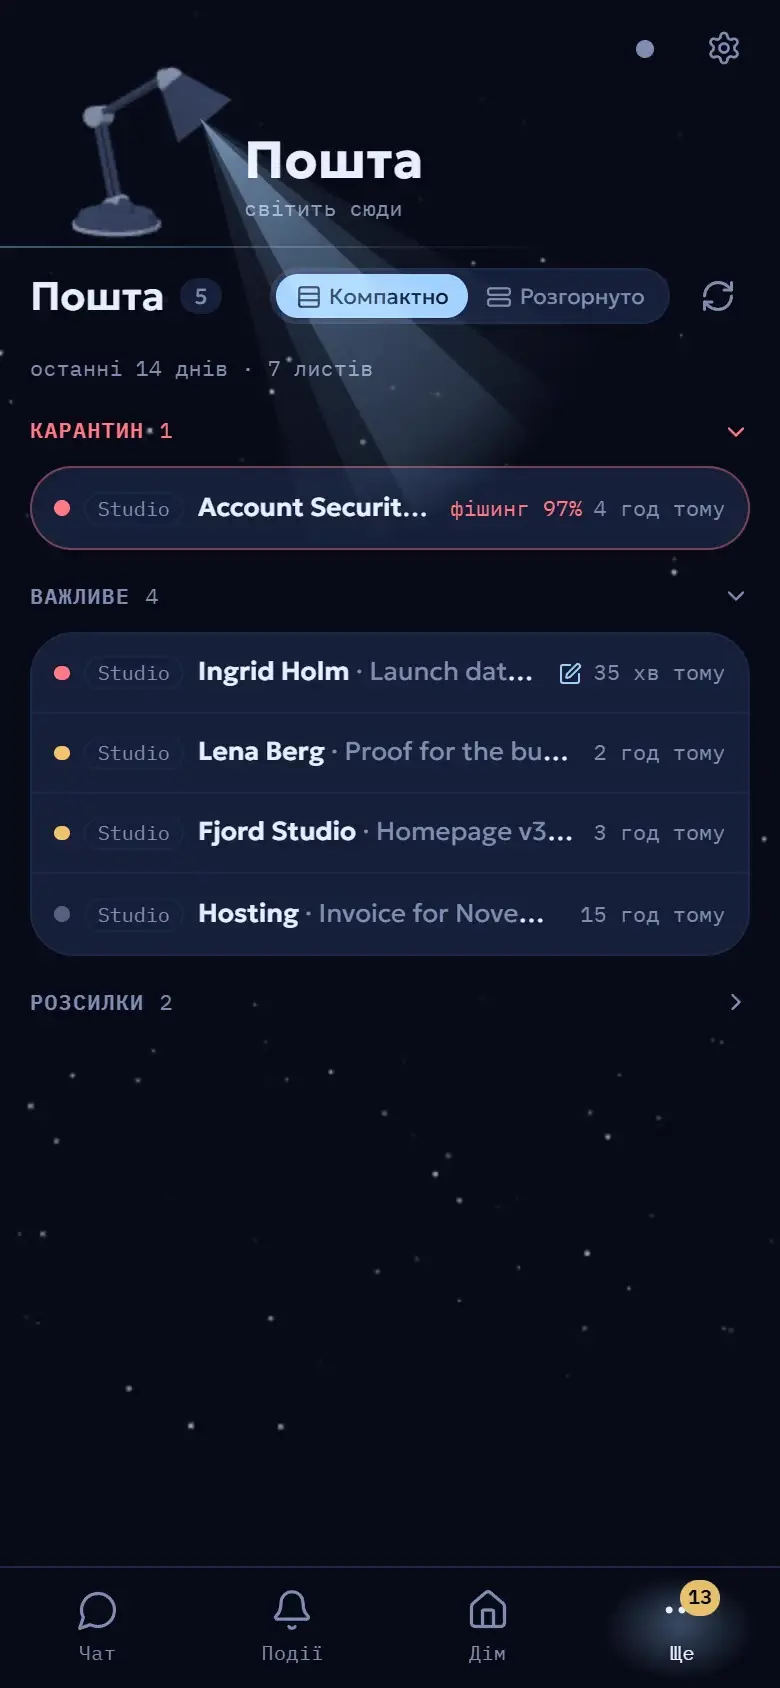 Пошта
світить сюди
Пошта 5 Компактно Розгорнуто
останні 14 днів · 7 листів
КАРАНТИН 1
Studio Account Securit... фішинг 97% 4 год тому
ВАЖЛИВЕ 4
Studio Ingrid Holm · Launch dat... 35 хв тому
Studio Lena Berg · Proof for the bu... 2 год тому
Studio Fjord Studio · Homepage v3... 3 год тому
Studio Hosting · Invoice for Nove... 15 год тому
РОЗСИЛКИ 2
13
Чат Події Дім Ще